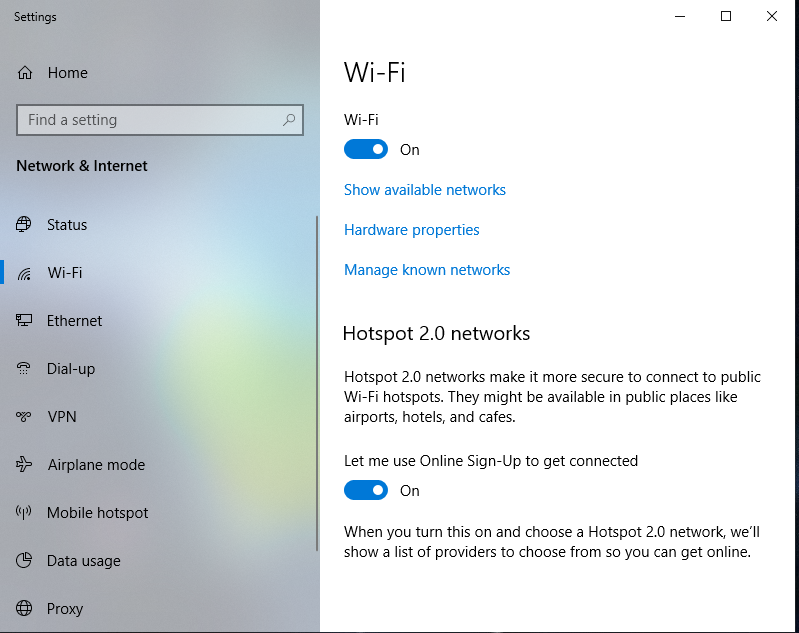 Settings
Home
Find a setting
Network & Internet
Status
Wi-Fi
Ethernet
Dial-up
VPN
Airplane mode
Mobile hotspot
Data usage
Proxy
Wi-Fi
Wi-Fi
On
Show available networks
Hardware properties
Manage known networks
Hotspot 2.0 networks
Hotspot 2.0 networks make it more secure to connect to public
Wi-Fi hotspots. They might be available in public places like
airports, hotels, and cafes.
Let me use Online Sign-Up to get connected
On
When you turn this on and choose a Hotspot 2.0 network, we’ll
show a list of providers to choose from so you can get online.